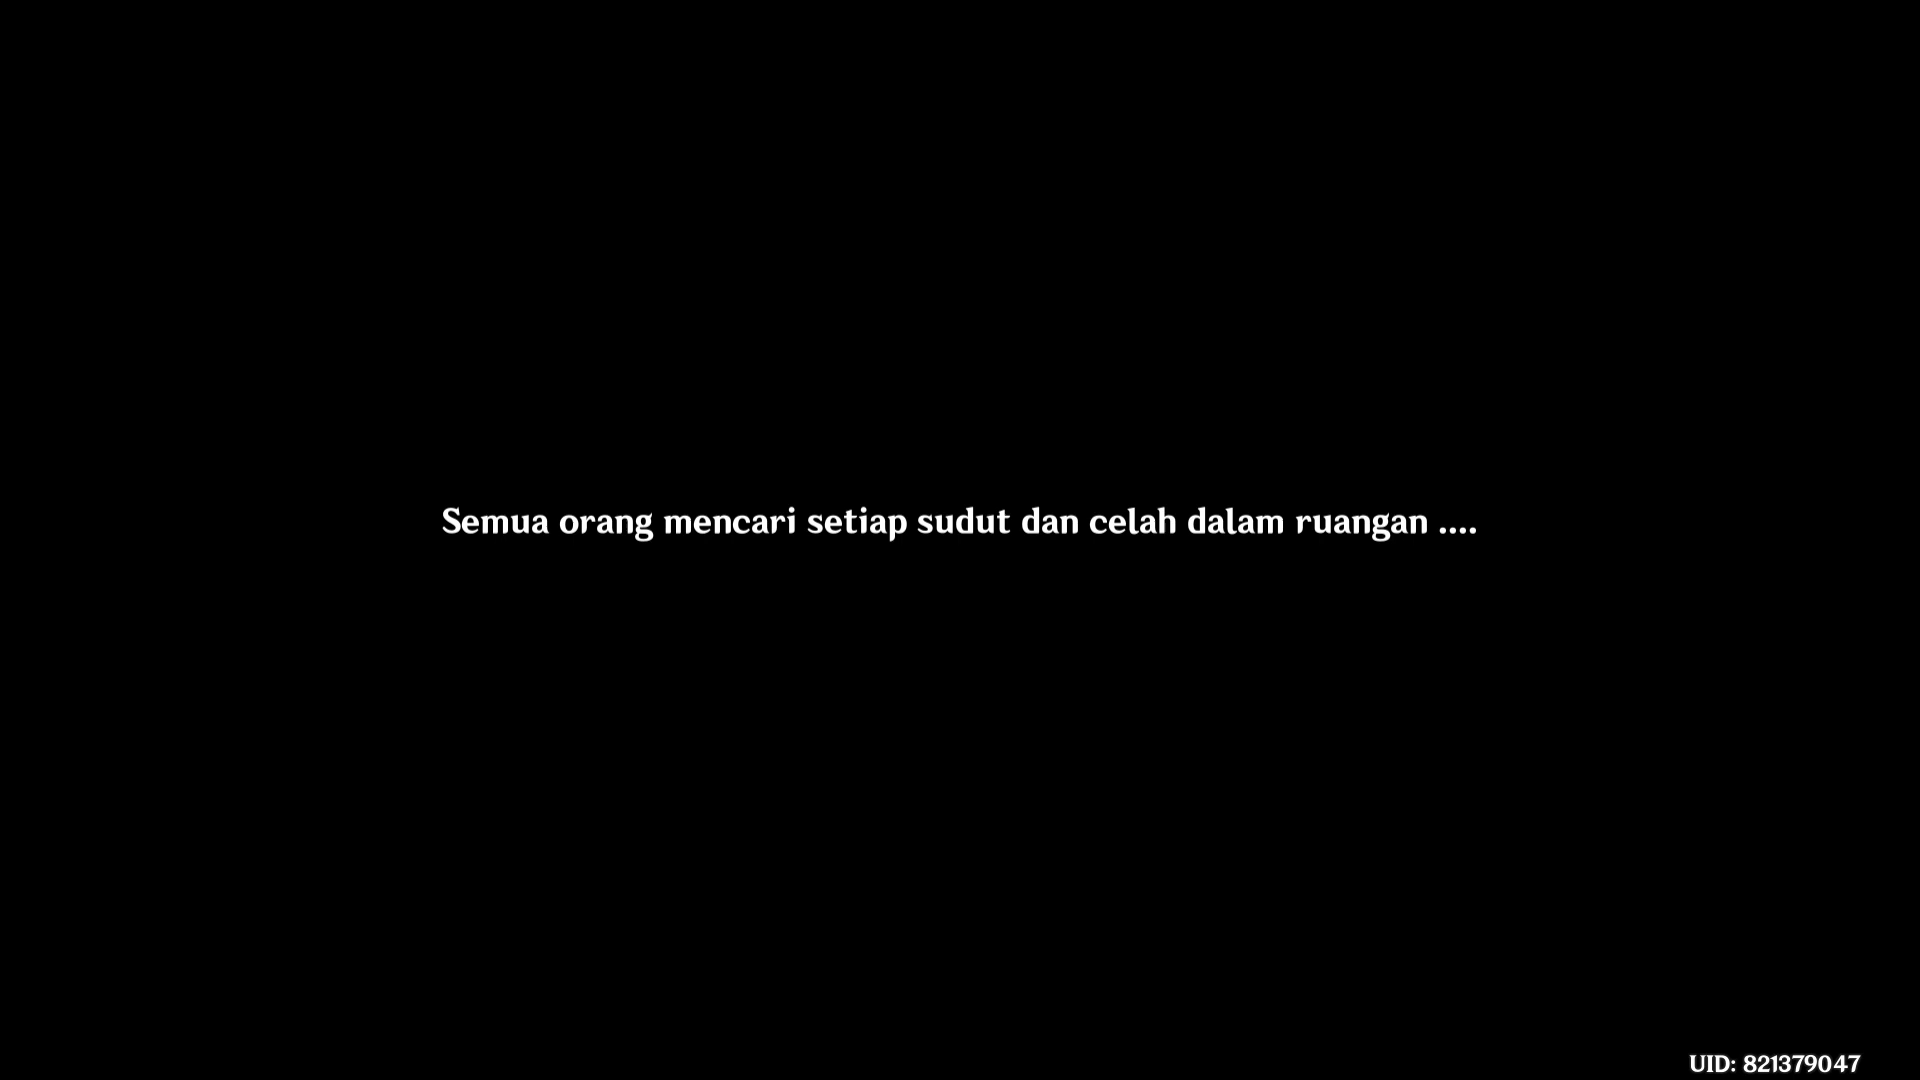 Semua orang mencari setiap sudut dan celah dalam ruangan ....
UID: 821379047